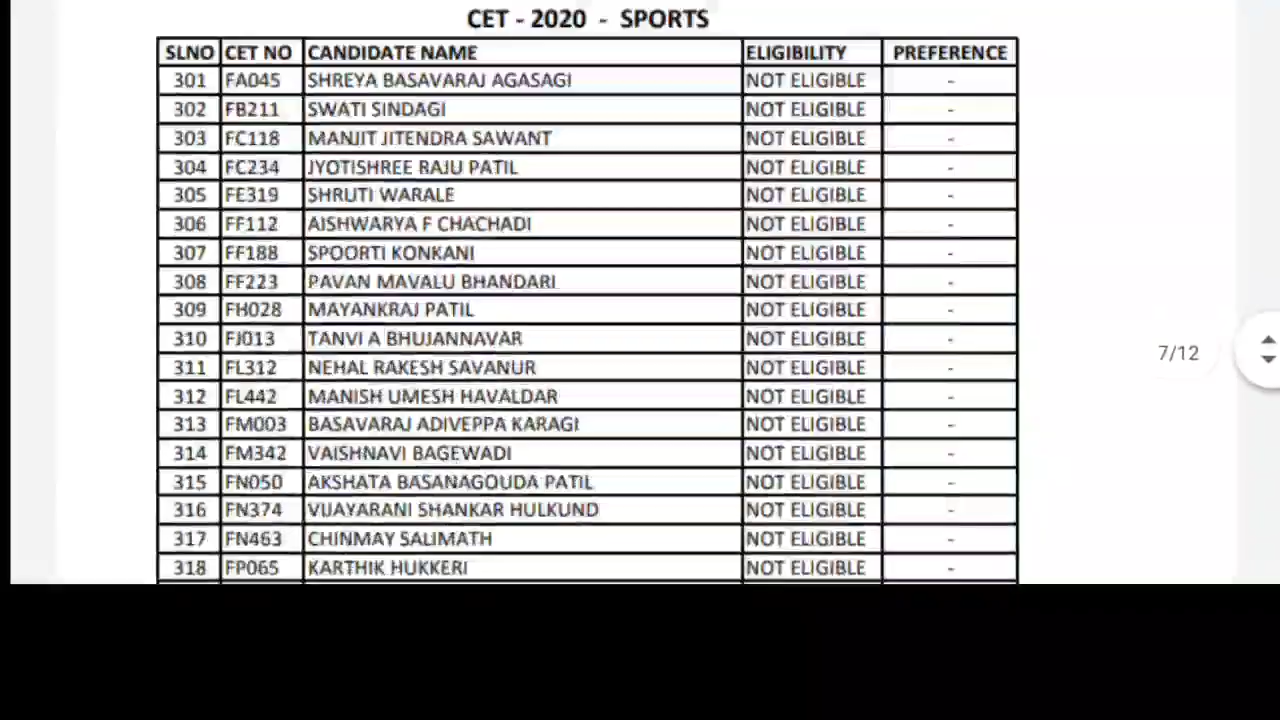 CET - 2020 - SPORTS
SLNO CET NO CANDIDATE NAME ELIGIBILITY PREFERENCE
301 FA045 SHREYA BASAVARAJ AGASAGI NOT ELIGIBLE -
302 FB211 SWATI SINDAGI NOT ELIGIBLE -
303 FC118 MANJIT JITENDRA SAWANT NOT ELIGIBLE -
304 FC234 JYOTISHREE RAJU PATIL NOT ELIGIBLE -
305 FE319 SHRUTI WARALE NOT ELIGIBLE -
306 FF112 AISHWARYA F CHACHADI NOT ELIGIBLE -
307 FF188 SPOORTI KONKANI NOT ELIGIBLE -
308 FF223 PAVAN MAVALU BHANDARI NOT ELIGIBLE -
309 FH028 MAYANKRAJ PATIL NOT ELIGIBLE -
310 FJ013 TANVI A BHUJANNAVAR NOT ELIGIBLE -
311 FL312 NEHAL RAKESH SAVANUR NOT ELIGIBLE -
312 FL442 MANISH UMESH HAVALDAR NOT ELIGIBLE -
313 FM003 BASAVARAJ ADIVEPPA KARAGI NOT ELIGIBLE -
314 FM342 VAISHNAVI BAGEWADI NOT ELIGIBLE -
315 FN050 AKSHATA BASANAGOUDA PATIL NOT ELIGIBLE -
316 FN374 VIJAYARANI SHANKAR HULKUND NOT ELIGIBLE -
317 FN463 CHINMAY SALIMATH NOT ELIGIBLE -
318 FP065 KARTHIK HUKKERI NOT ELIGIBLE -
7/12